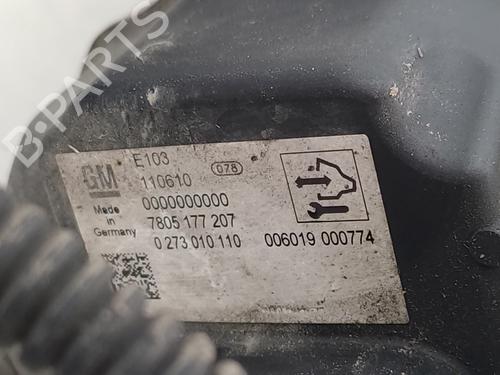 B-PARTS
E103
GM
110610
078
0000000000
Made
in
Germany
7805 177 207
0 273 010 110
006019 000774